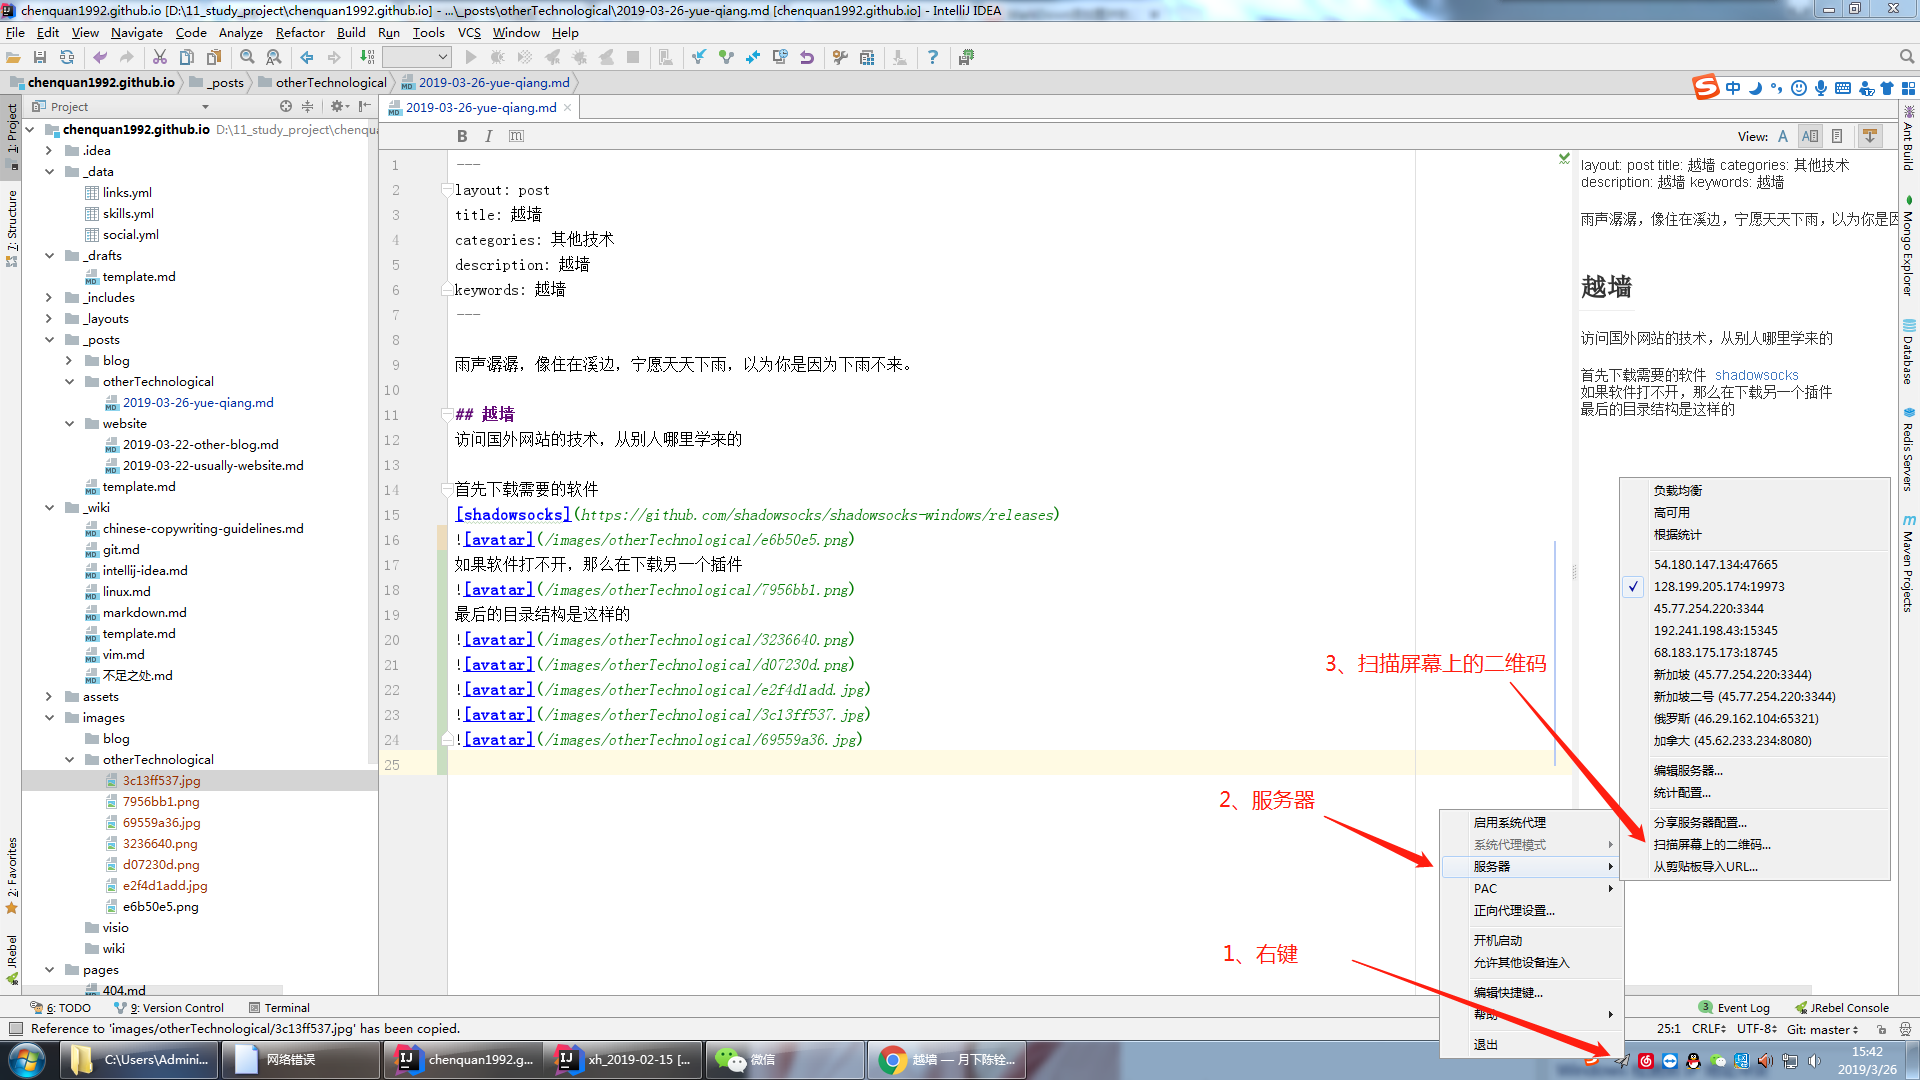 chenquan1992.github.io [D:\11_study_project\chenquan1992.github.io] - ...\_posts\otherTechnological\2019-03-26-yue-qiang.md [chenquan1992.github.io] - IntelliJ IDEA
File Edit View Navigate Code Analyze Refactor Build Run Tools VCS Window Help
chenquan1992.github.io _posts otherTechnological 2019-03-26-yue-qiang.md
中
1: Project
7: Structure
2: Favorites
JRebel
Project
chenquan1992.github.io D:\11_study_project\chenqu
.idea
_data
links.yml
skills.yml
social.yml
_drafts
template.md
_includes
_layouts
_posts
blog
otherTechnological
2019-03-26-yue-qiang.md
website
2019-03-22-other-blog.md
2019-03-22-usually-website.md
template.md
_wiki
chinese-copywriting-guidelines.md
git.md
intellij-idea.md
linux.md
markdown.md
template.md
vim.md
不足之处.md
assets
images
blog
otherTechnological
3c13ff537.jpg
7956bb1.png
69559a36.jpg
3236640.png
d07230d.png
e2f4d1add.jpg
e6b50e5.png
visio
wiki
pages
404.md
2019-03-26-yue-qiang.md
B I m
View: A
1 ---
2 layout: post
3 title: 越墙
4 categories: 其他技术
5 description: 越墙
6 keywords: 越墙
7 ---
8
9 雨声潺潺，像住在溪边，宁愿天天下雨，以为你是因为下雨不来。
10
11 ## 越墙
12 访问国外网站的技术，从别人哪里学来的
13
14 首先下载需要的软件
15 [shadowsocks](https://github.com/shadowsocks/shadowsocks-windows/releases)
16 ![avatar](/images/otherTechnological/e6b50e5.png)
17 如果软件打不开，那么在下载另一个插件
18 ![avatar](/images/otherTechnological/7956bb1.png)
19 最后的目录结构是这样的
20 ![avatar](/images/otherTechnological/3236640.png)
21 ![avatar](/images/otherTechnological/d07230d.png)
22 ![avatar](/images/otherTechnological/e2f4d1add.jpg)
23 ![avatar](/images/otherTechnological/3c13ff537.jpg)
24 ![avatar](/images/otherTechnological/69559a36.jpg)
25
layout: post title: 越墙 categories: 其他技术
description: 越墙 keywords: 越墙
雨声潺潺，像住在溪边，宁愿天天下雨，以为你是因
越墙
访问国外网站的技术，从别人哪里学来的
首先下载需要的软件 shadowsocks
如果软件打不开，那么在下载另一个插件
最后的目录结构是这样的
Ant Build
Mongo Explorer
Database
Redis Servers
Maven Projects
负载均衡
高可用
根据统计
54.180.147.134:47665
128.199.205.174:19973
45.77.254.220:3344
192.241.198.43:15345
68.183.175.173:18745
新加坡 (45.77.254.220:3344)
新加坡二号 (45.77.254.220:3344)
俄罗斯 (46.29.162.104:65321)
加拿大 (45.62.233.234:8080)
编辑服务器...
统计配置...
分享服务器配置...
扫描屏幕上的二维码...
从剪贴板导入URL...
3、扫描屏幕上的二维码
2、服务器
1、右键
启用系统代理
系统代理模式
服务器
PAC
正向代理设置...
开机启动
允许其他设备连入
编辑快捷键...
帮助
退出
6: TODO 9: Version Control Terminal
3 Event Log JRebel Console
Reference to 'images/otherTechnological/3c13ff537.jpg' has been copied.
25:1 CRLF UTF-8 Git: master
C:\Users\Admini... 网络错误 chenquan1992.g... xh_2019-02-15 [... 微信 越墙 — 月下陈铨...
15:42
2019/3/26